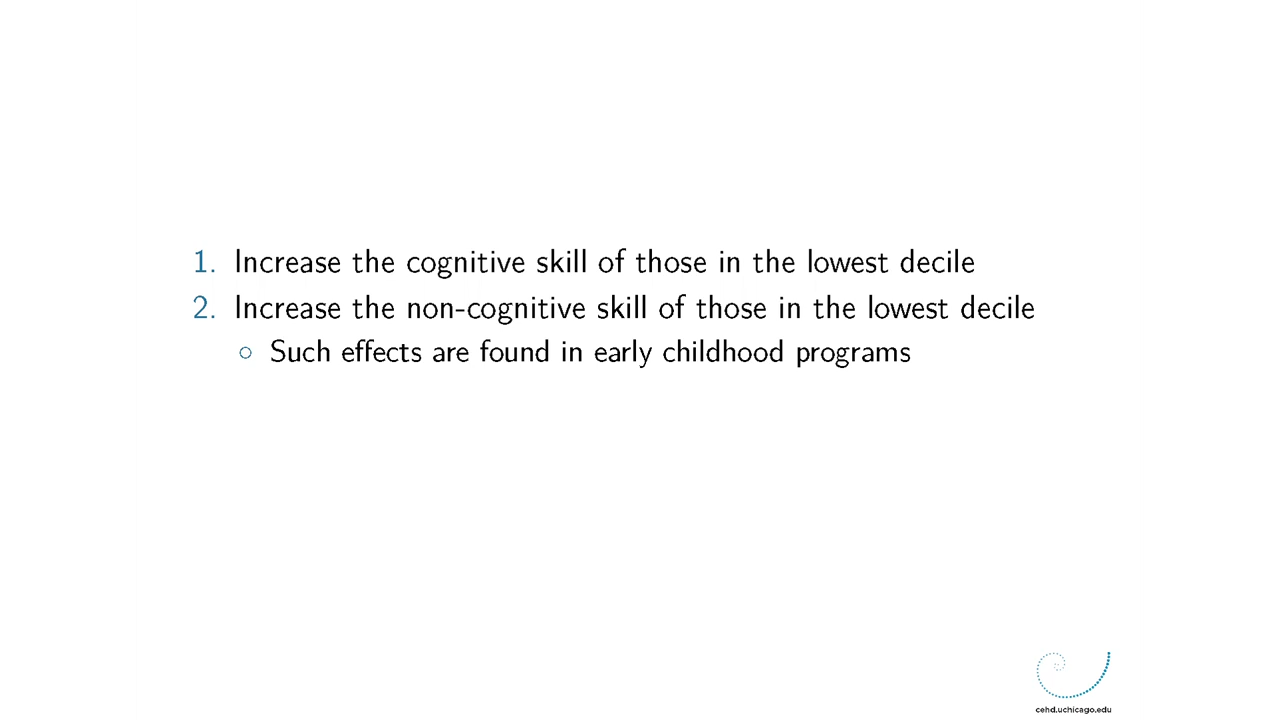 1. Increase the cognitive skill of those in the lowest decile
2. Increase the non-cognitive skill of those in the lowest decile
○ Such effects are found in early childhood programs
cehd.uchicago.edu